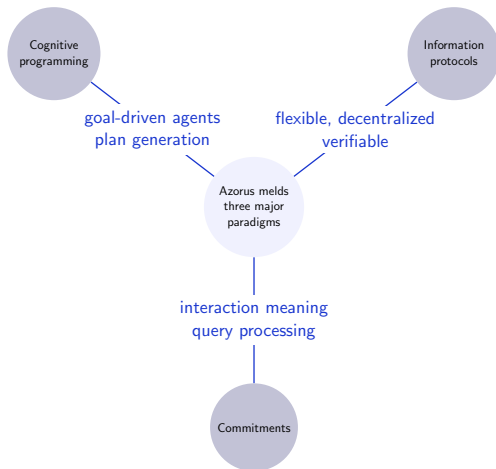 Cognitive
programming
Information
protocols
goal-driven agents
plan generation
flexible, decentralized
verifiable
Azorus melds
three major
paradigms
interaction meaning
query processing
Commitments